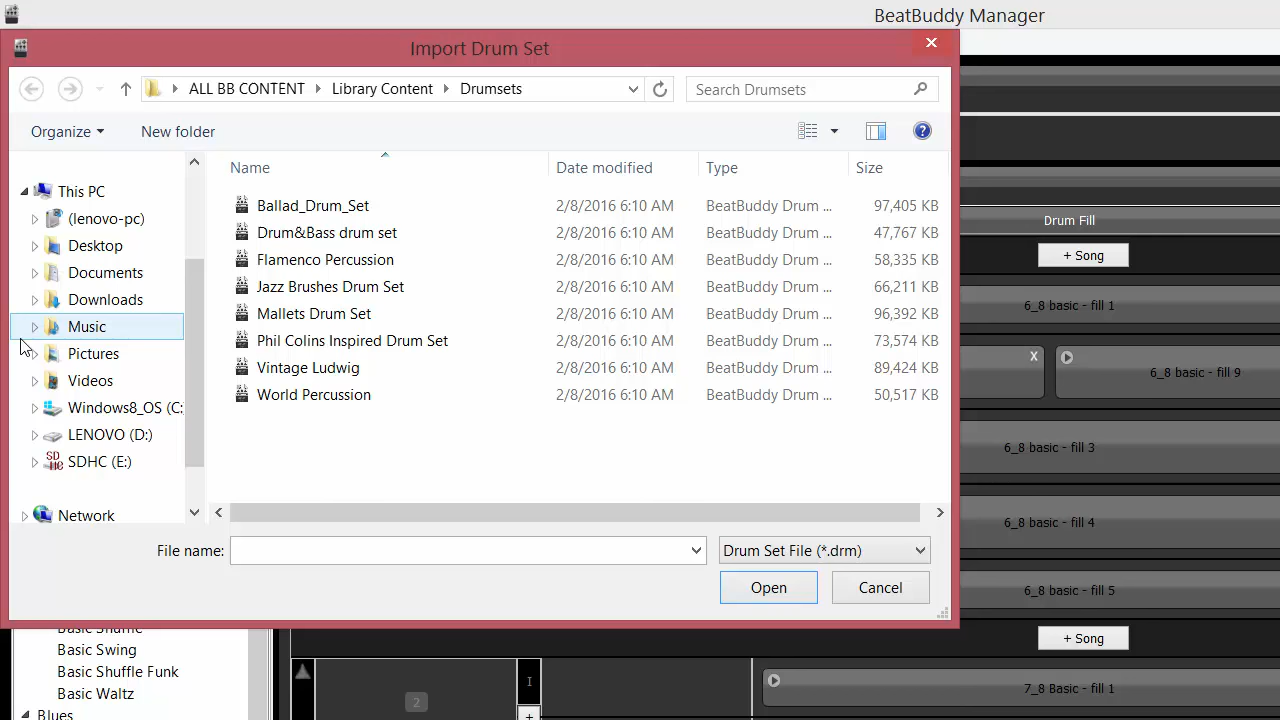 BeatBuddy Manager
Import Drum Set
ALL BB CONTENT Library Content Drumsets
Search Drumsets
Organize New folder
Name Date modified Type Size
This PC
(lenovo-pc)
Desktop
Documents
Downloads
Music
Pictures
Videos
Windows8_OS (C:
LENOVO (D:)
SDHC (E:)
Network
Ballad_Drum_Set 2/8/2016 6:10 AM BeatBuddy Drum ... 97,405 KB
Drum&Bass drum set 2/8/2016 6:10 AM BeatBuddy Drum ... 47,767 KB
Flamenco Percussion 2/8/2016 6:10 AM BeatBuddy Drum ... 58,335 KB
Jazz Brushes Drum Set 2/8/2016 6:10 AM BeatBuddy Drum ... 66,211 KB
Mallets Drum Set 2/8/2016 6:10 AM BeatBuddy Drum ... 96,392 KB
Phil Colins Inspired Drum Set 2/8/2016 6:10 AM BeatBuddy Drum ... 73,574 KB
Vintage Ludwig 2/8/2016 6:10 AM BeatBuddy Drum ... 89,424 KB
World Percussion 2/8/2016 6:10 AM BeatBuddy Drum ... 50,517 KB
File name:
Drum Set File (*.drm)
Open Cancel
Drum Fill
+ Song
6_8 basic - fill 1
X
6_8 basic - fill 9
6_8 basic - fill 3
6_8 basic - fill 4
6_8 basic - fill 5
+ Song
7_8 Basic - fill 1
Basic Shuffle
Basic Swing
Basic Shuffle Funk
Basic Waltz
Blues
2
I
+